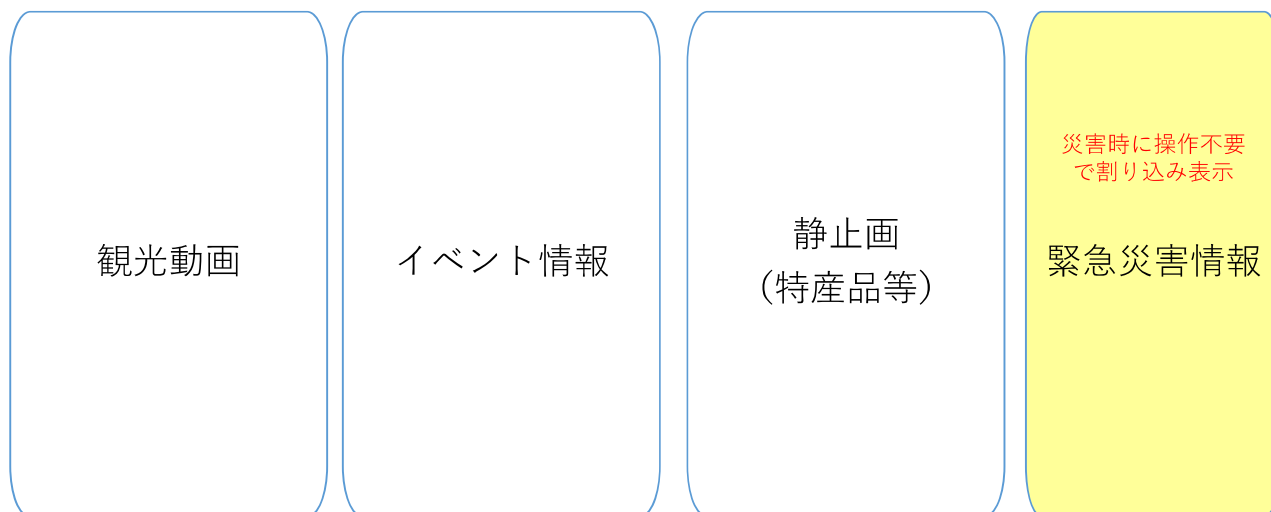 観光動画
イベント情報
静止画
（特産品等）
災害時に操作不要
で割り込み表示
緊急災害情報